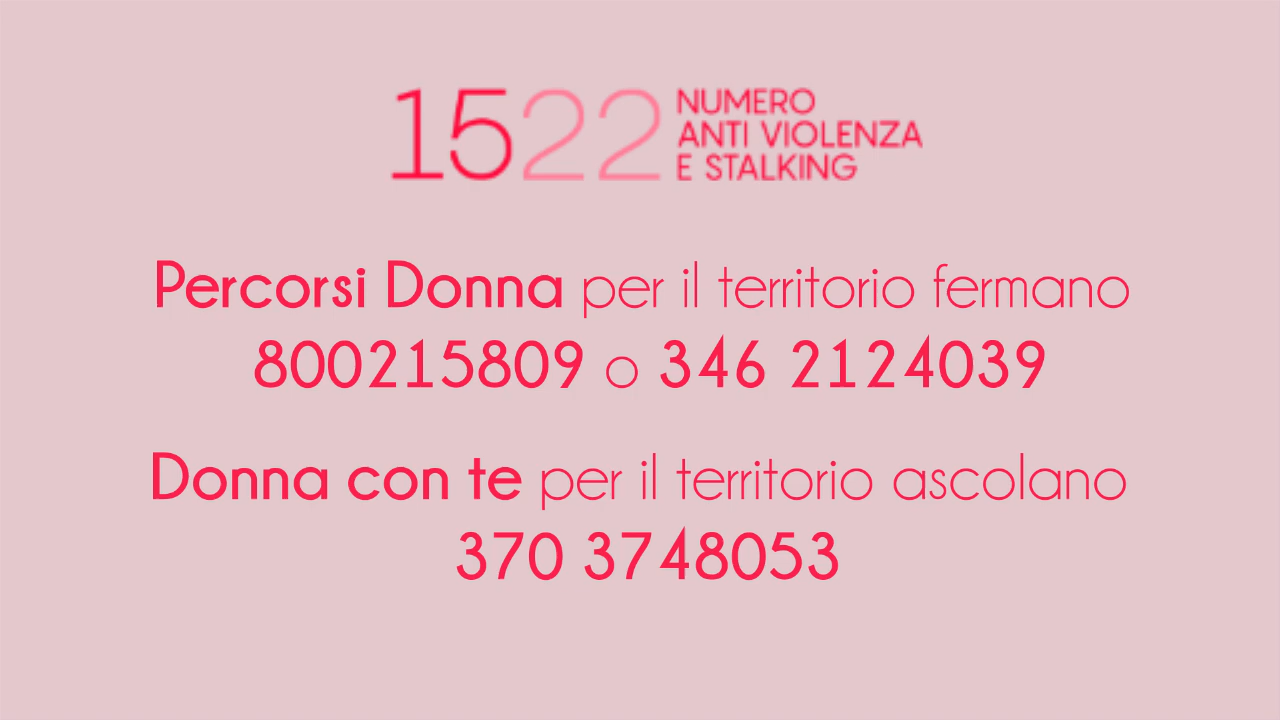 1522 NUMERO
ANTI VIOLENZA
E STALKING
Percorsi Donna per il territorio fermano
800215809 o 346 2124039
Donna con te per il territorio ascolano
370 3748053